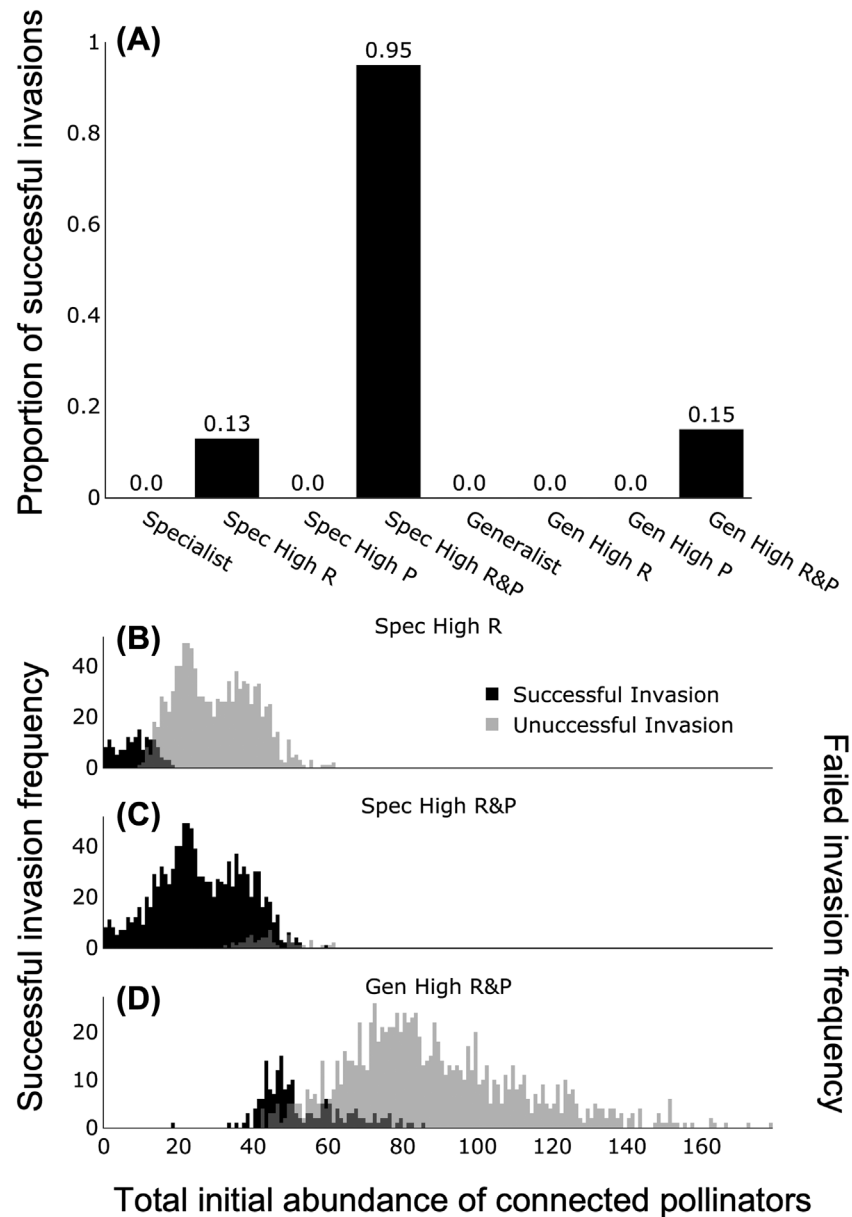 (A)
Proportion of successful invasions
1
0.8
0.6
0.4
0.2
0
0.0
0.13
0.0
0.95
0.0
0.0
0.0
0.15
Specialist
Spec High R
Spec High P
Spec High R&P
Generalist
Gen High R
Gen High P
Gen High R&P
(B)
Spec High R
Successful Invasion
Unuccessful Invasion
40
20
0
(C)
Spec High R&P
40
20
0
(D)
Gen High R&P
20
10
0
Successful invasion frequency
Failed invasion frequency
0 20 40 60 80 100 120 140 160
Total initial abundance of connected pollinators